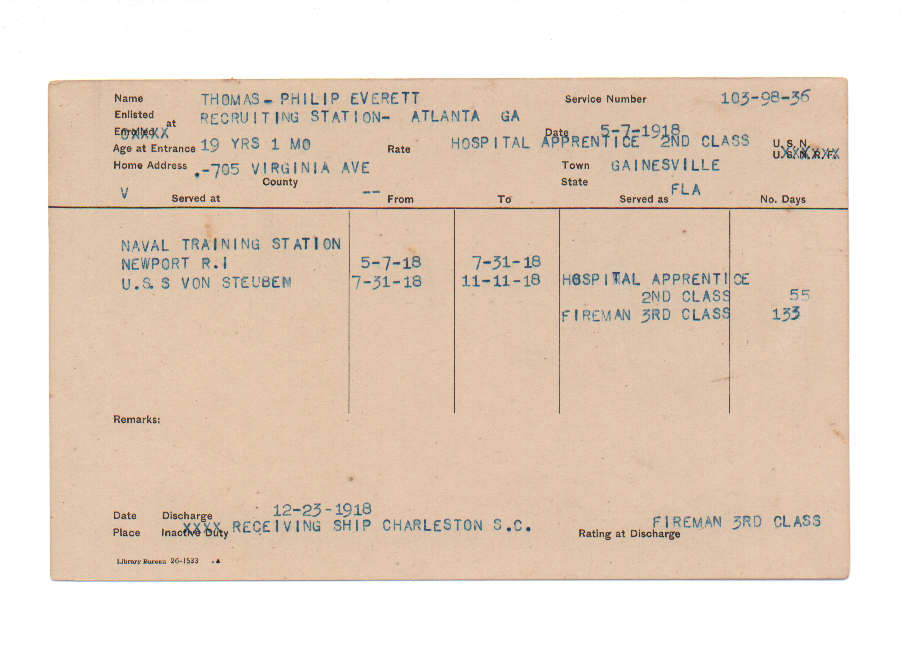 Name THOMAS- PHILIP EVERETT Service Number 103-98-36
Enlisted at RECRUITING STATION- ATLANTA GA
Enrolled XXXX Date 5-7-1918
Age at Entrance 19 YRS 1 MO Rate HOSPITAL APPRENTICE 2ND CLASS U.S.N.
U.S.N.R.F. XXXXXX
Home Address .-705 VIRGINIA AVE Town GAINESVILLE
County -- State FLA
V
Served at From To Served as No. Days
NAVAL TRAINING STATION
NEWPORT R.I 5-7-18 7-31-18
U.S.S VON STEUBEN 7-31-18 11-11-18 HOSPITAL APPRENTICE
2ND CLASS 55
FIREMAN 3RD CLASS 133
Remarks:
Date Discharge 12-23-1918
Place Inactive Duty XXXX RECEIVING SHIP CHARLESTON S.C. Rating at Discharge FIREMAN 3RD CLASS
Library Bureau 26-1533